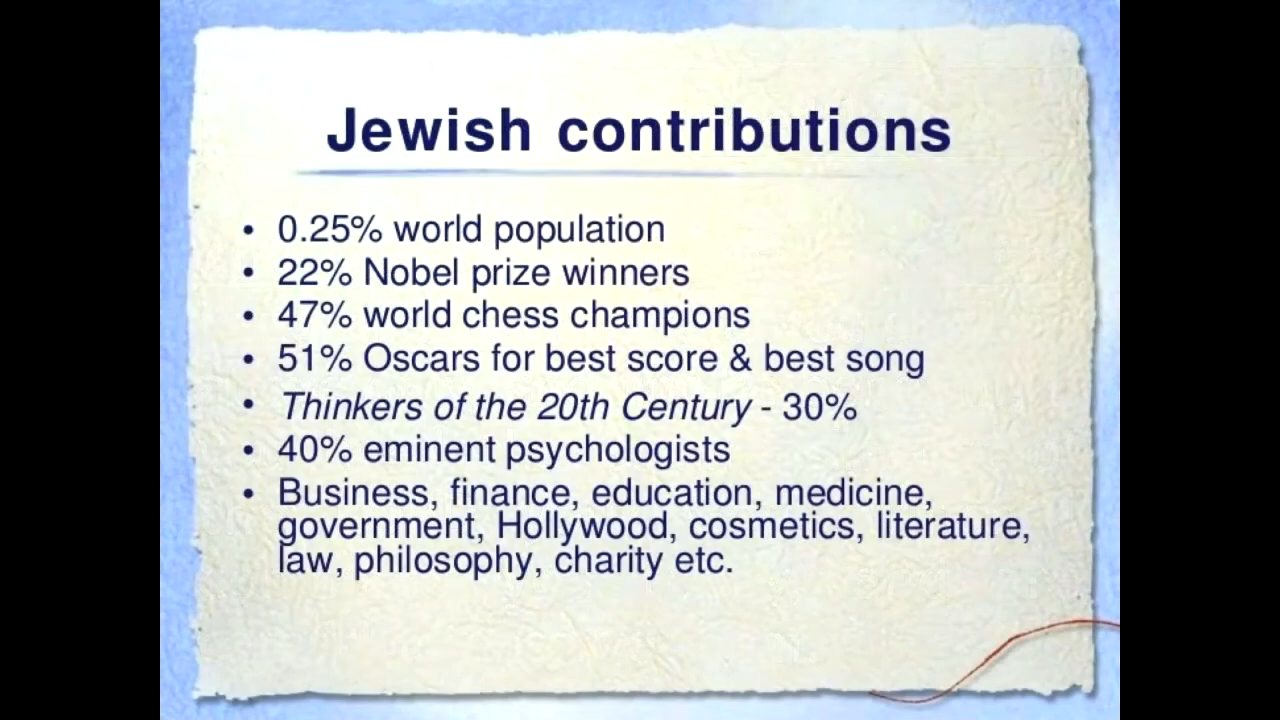 Jewish contributions
• 0.25% world population
• 22% Nobel prize winners
• 47% world chess champions
• 51% Oscars for best score & best song
• Thinkers of the 20th Century - 30%
• 40% eminent psychologists
• Business, finance, education, medicine,
government, Hollywood, cosmetics, literature,
law, philosophy, charity etc.